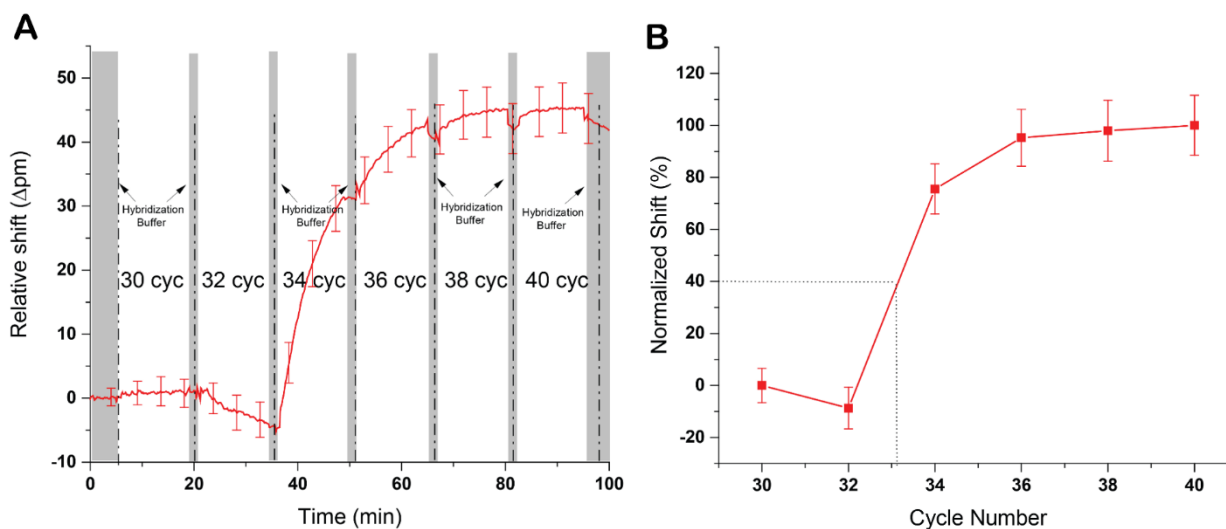 A
Relative shift (Δpm)
50
40
30
20
10
0
-10
Hybridization
Buffer
Hybridization
Buffer
Hybridization
Buffer
Hybridization
Buffer
30 cyc
32 cyc
34 cyc
36 cyc
38 cyc
40 cyc
0
20
40
60
80
100
Time (min)
B
Normalized Shift (%)
120
100
80
60
40
20
0
-20
30
32
34
36
38
40
Cycle Number